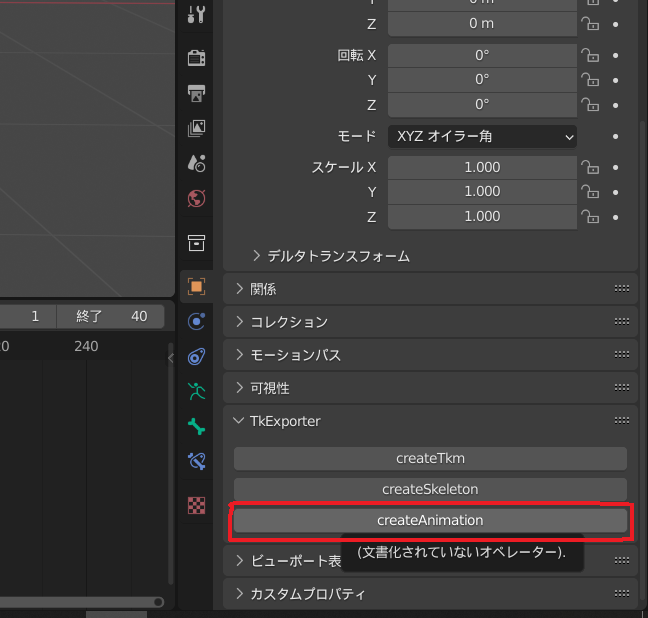 Z 0 m
回転 X 0°
Y 0°
Z 0°
モード XYZ オイラー角
スケール X 1.000
Y 1.000
Z 1.000
デルタトランスフォーム
関係
1 終了 40
コレクション
240
モーションパス
可視性
TkExporter
createTkm
createSkeleton
createAnimation
(文書化されていないオペレーター).
ビューポート表
カスタムプロパティ